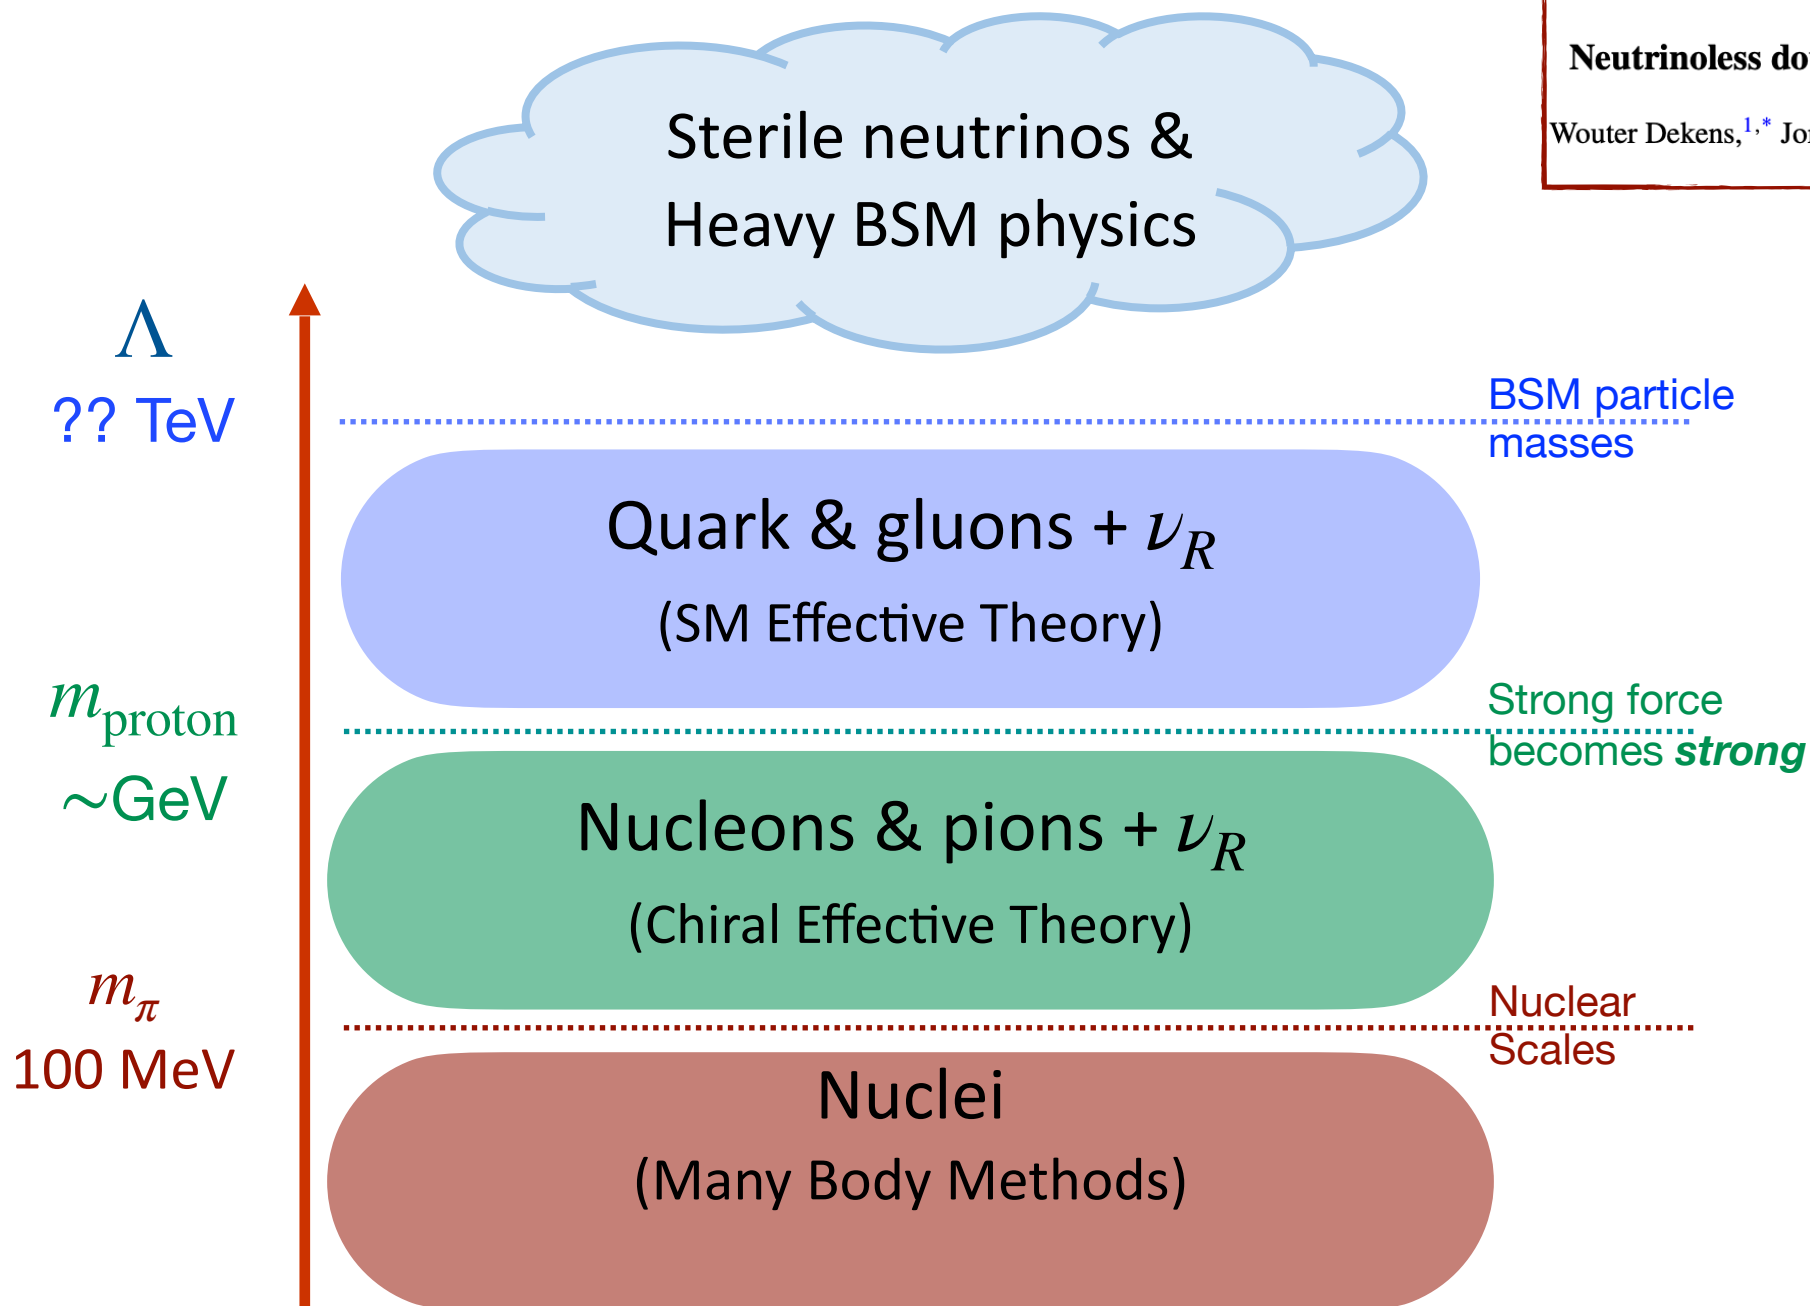 Neutrinoless
Wouter Dekens,¹,*
Sterile neutrinos &
Heavy BSM physics
Λ
?? TeV
BSM particle
masses
Quark & gluons + νR
(SM Effective Theory)
mproton
~GeV
Strong force
becomes strong
Nucleons & pions + νR
(Chiral Effective Theory)
mπ
100 MeV
Nuclear
Scales
Nuclei
(Many Body Methods)